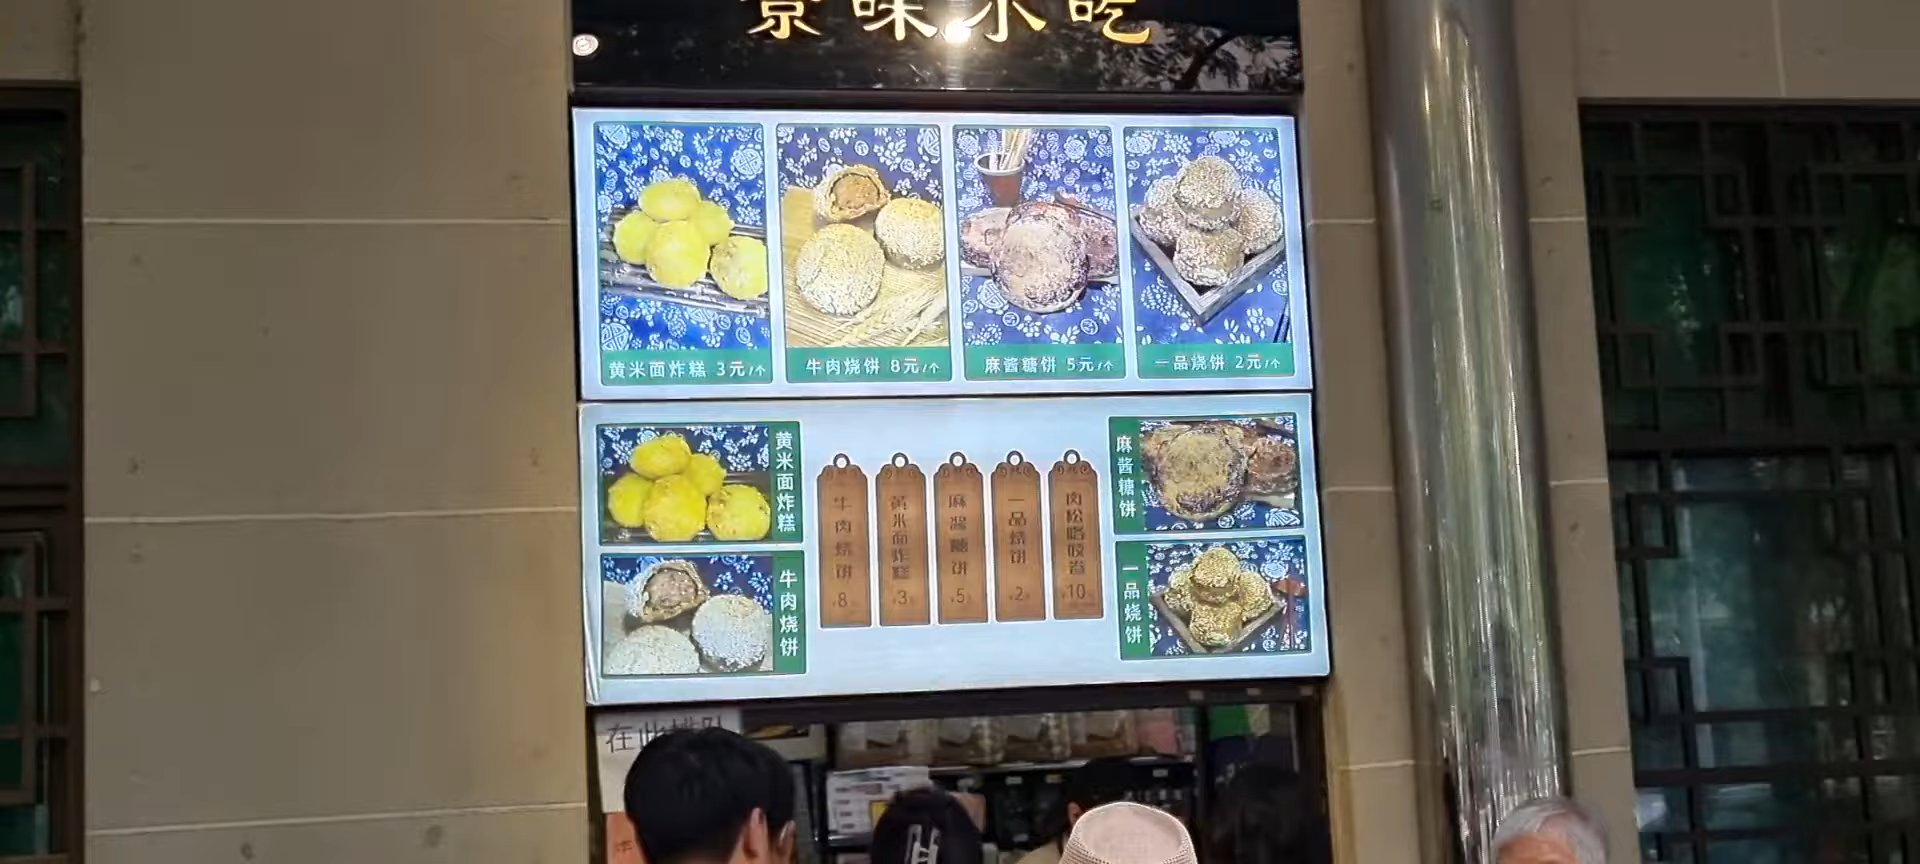 京味小吃
黄米面炸糕 3元/个
牛肉烧饼 8元/个
麻酱糖饼 5元/个
一品烧饼 2元/个
黄米面炸糕
牛肉烧饼
牛肉烧饼 8
黄米面炸糕 3
麻酱糖饼 5
一品烧饼 2
肉松咯吱卷 10
麻酱糖饼
一品烧饼
在此排队